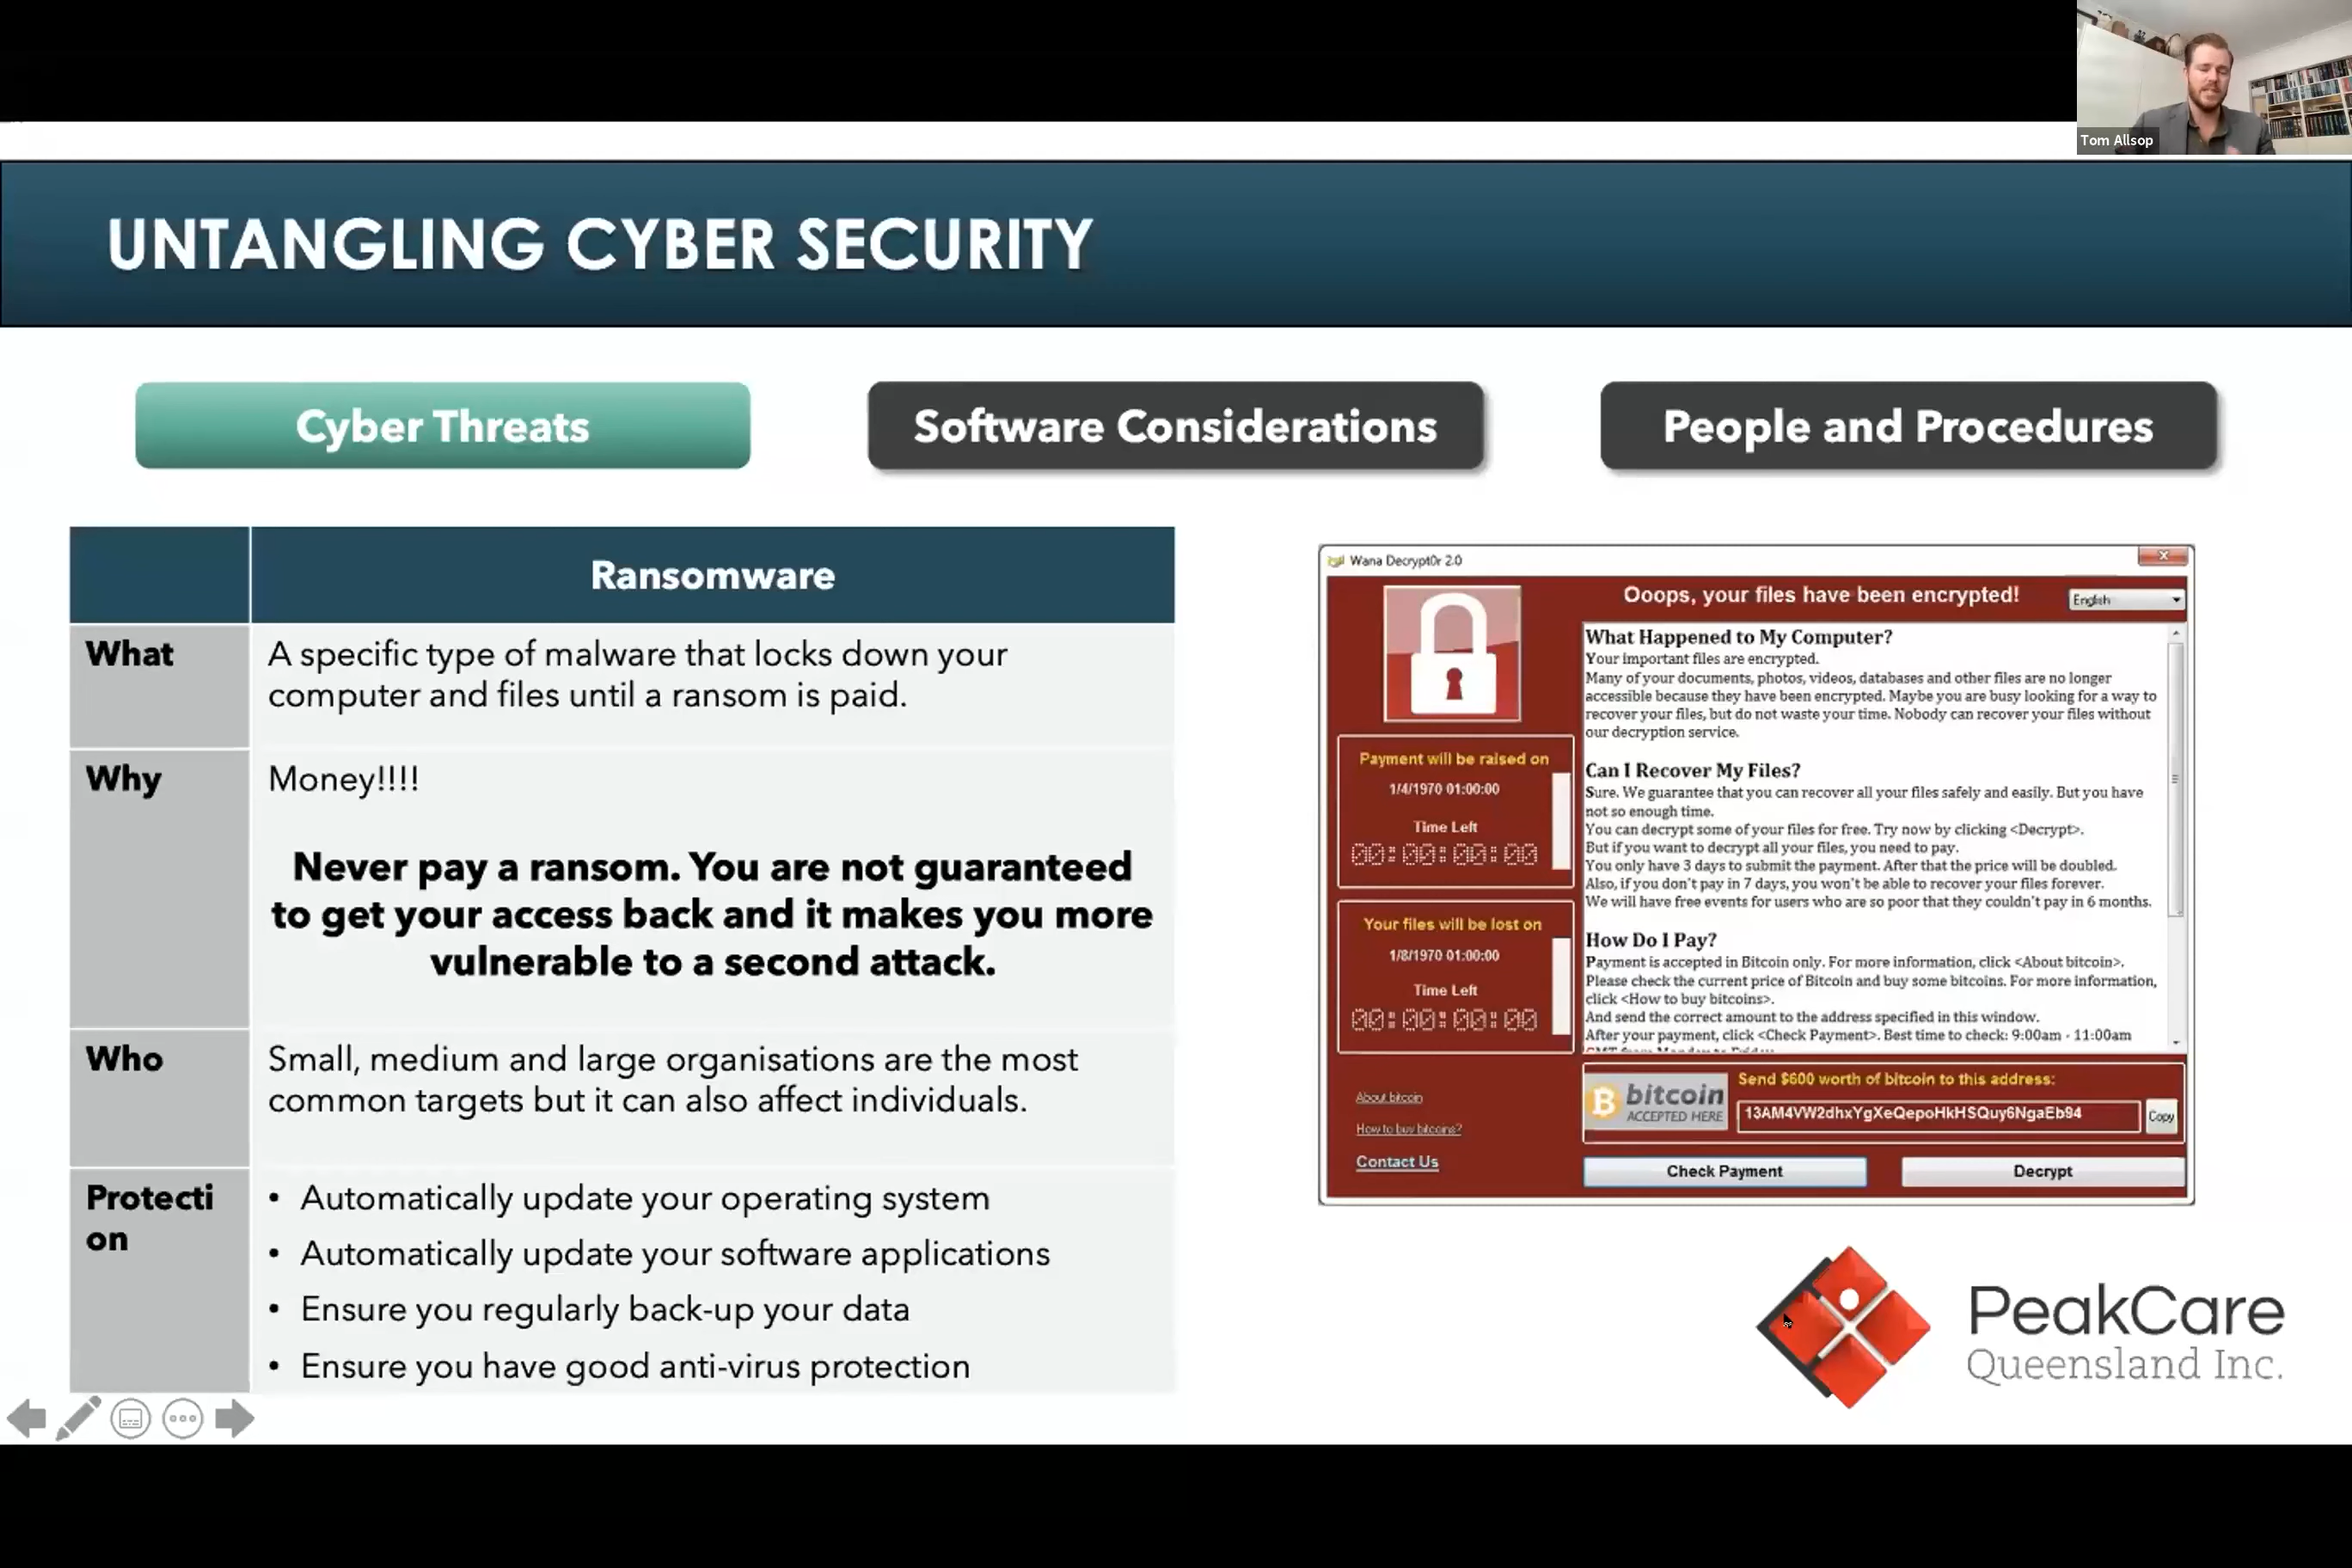 Tom Allsop
UNTANGLING CYBER SECURITY
Cyber Threats
Software Considerations
People and Procedures
Ransomware
What
A specific type of malware that locks down your
computer and files until a ransom is paid.
Why
Money!!!!
Never pay a ransom. You are not guaranteed
to get your access back and it makes you more
vulnerable to a second attack.
Who
Small, medium and large organisations are the most
common targets but it can also affect individuals.
Protecti
on
• Automatically update your operating system
• Automatically update your software applications
• Ensure you regularly back-up your data
• Ensure you have good anti-virus protection
Wana Decrypt0r 2.0
Ooops, your files have been encrypted!
English
Payment will be raised on
1/4/1970 01:00:00
Time Left
00:00:00:00
Your files will be lost on
1/8/1970 01:00:00
Time Left
00:00:00:00
About bitcoin
How to buy bitcoins?
Contact Us
What Happened to My Computer?
Your important files are encrypted.
Many of your documents, photos, videos, databases and other files are no longer
accessible because they have been encrypted. Maybe you are busy looking for a way to
recover your files, but do not waste your time. Nobody can recover your files without
our decryption service.
Can I Recover My Files?
Sure. We guarantee that you can recover all your files safely and easily. But you have
not so enough time.
You can decrypt some of your files for free. Try now by clicking <Decrypt>.
But if you want to decrypt all your files, you need to pay.
You only have 3 days to submit the payment. After that the price will be doubled.
Also, if you don't pay in 7 days, you won't be able to recover your files forever.
We will have free events for users who are so poor that they couldn't pay in 6 months.
How Do I Pay?
Payment is accepted in Bitcoin only. For more information, click <About bitcoin>.
Please check the current price of Bitcoin and buy some bitcoins. For more information,
click <How to buy bitcoins>.
And send the correct amount to the address specified in this window.
After your payment, click <Check Payment>. Best time to check: 9:00am - 11:00am
bitcoin
ACCEPTED HERE
Send $600 worth of bitcoin to this address:
13AM4VW2dhxYgXeQepoHkHSQuy6NgaEb94
Copy
Check Payment
Decrypt
PeakCare
Queensland Inc.